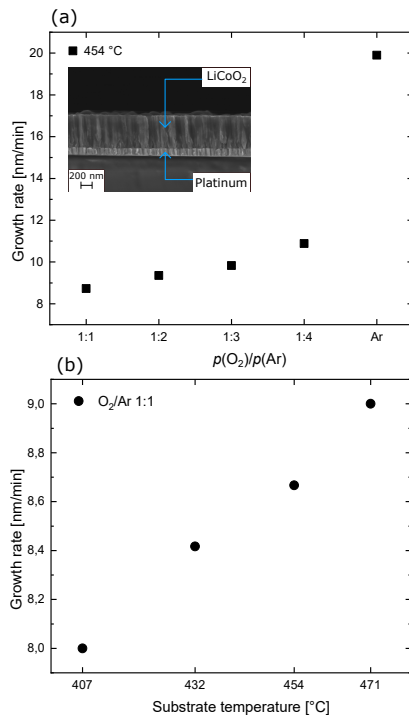 (a)
20
18
16
14
12
10
8
Growth rate [nm/min]
454 °C
LiCoO₂
Platinum
200 nm
1:1 1:2 1:3 1:4 Ar
p(O₂)/p(Ar)
(b)
9,0
8,8
8,6
8,4
8,2
8,0
Growth rate [nm/min]
O₂/Ar 1:1
407 432 454 471
Substrate temperature [°C]